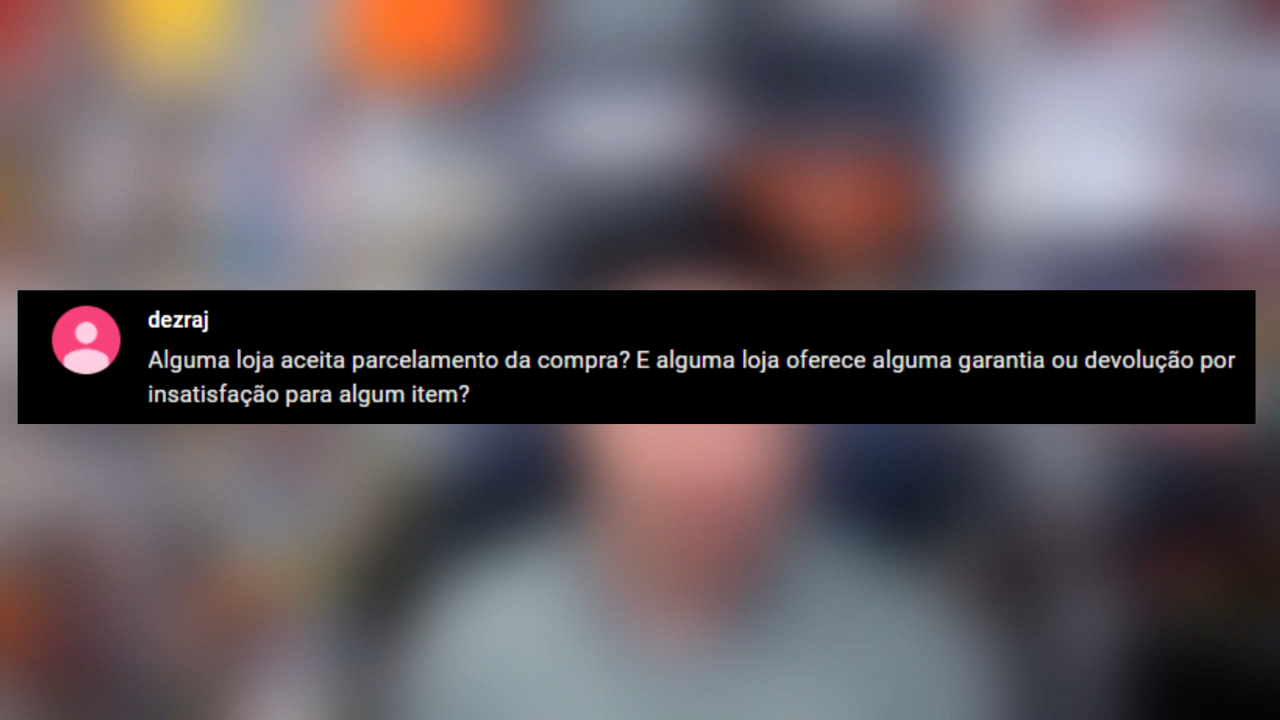 dezraj
Alguma loja aceita parcelamento da compra? E alguma loja oferece alguma garantia ou devolução por
insatisfação para algum item?